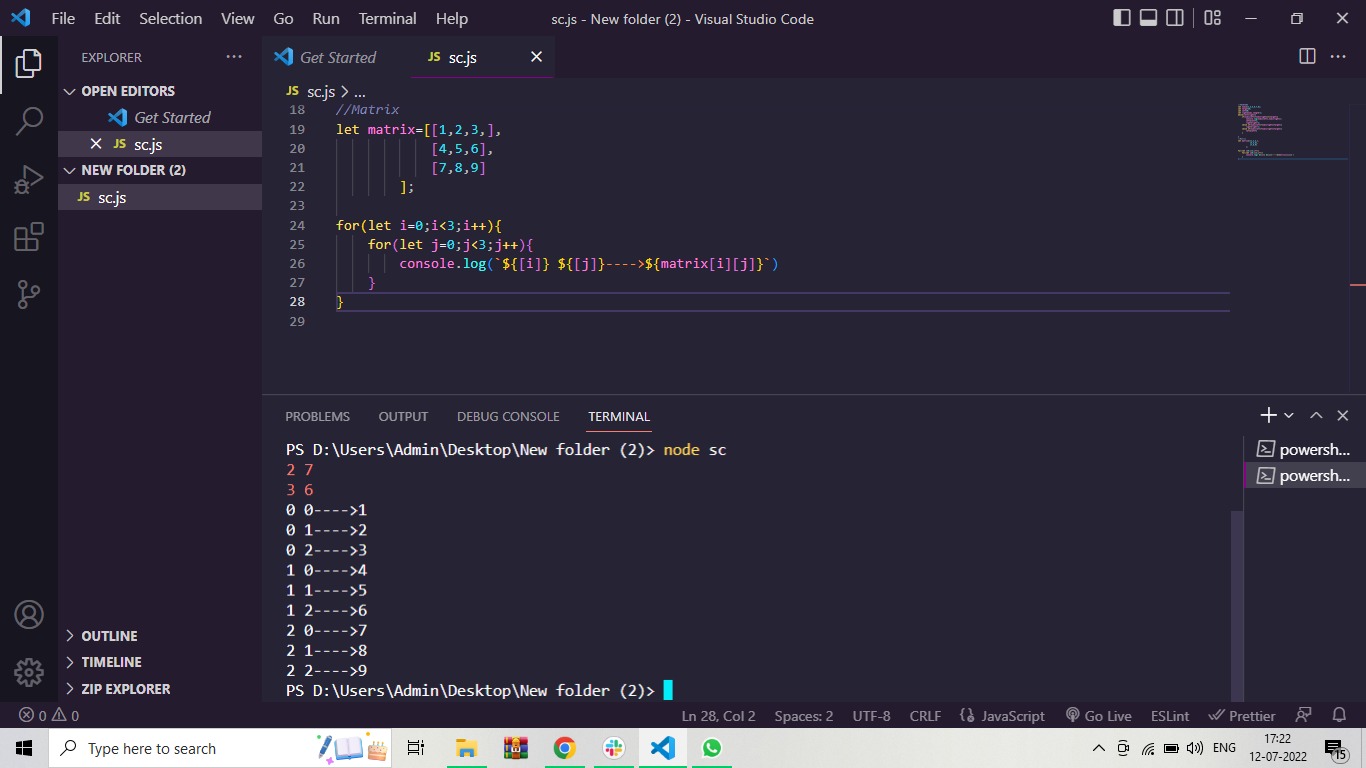 File Edit Selection View Go Run Terminal Help sc.js - New folder (2) - Visual Studio Code
EXPLORER
OPEN EDITORS
Get Started
JS sc.js
NEW FOLDER (2)
JS sc.js
OUTLINE
TIMELINE
ZIP EXPLORER
Get Started JS sc.js
JS sc.js > ...
18 //Matrix
19 let matrix=[[1,2,3,],
20 [4,5,6],
21 [7,8,9]
22 ];
23
24 for(let i=0;i<3;i++){
25 for(let j=0;j<3;j++){
26 console.log(`${[i]} ${[j]}---->${matrix[i][j]}`)
27 }
28 }
29
PROBLEMS OUTPUT DEBUG CONSOLE TERMINAL
PS D:\Users\Admin\Desktop\New folder (2)> node sc
2 7
3 6
0 0---->1
0 1---->2
0 2---->3
1 0---->4
1 1---->5
1 2---->6
2 0---->7
2 1---->8
2 2---->9
PS D:\Users\Admin\Desktop\New folder (2)>
powersh...
powersh...
0 0 Ln 28, Col 2 Spaces: 2 UTF-8 CRLF {} JavaScript Go Live ESLint Prettier
Type here to search ENG 17:22
12-07-2022 15